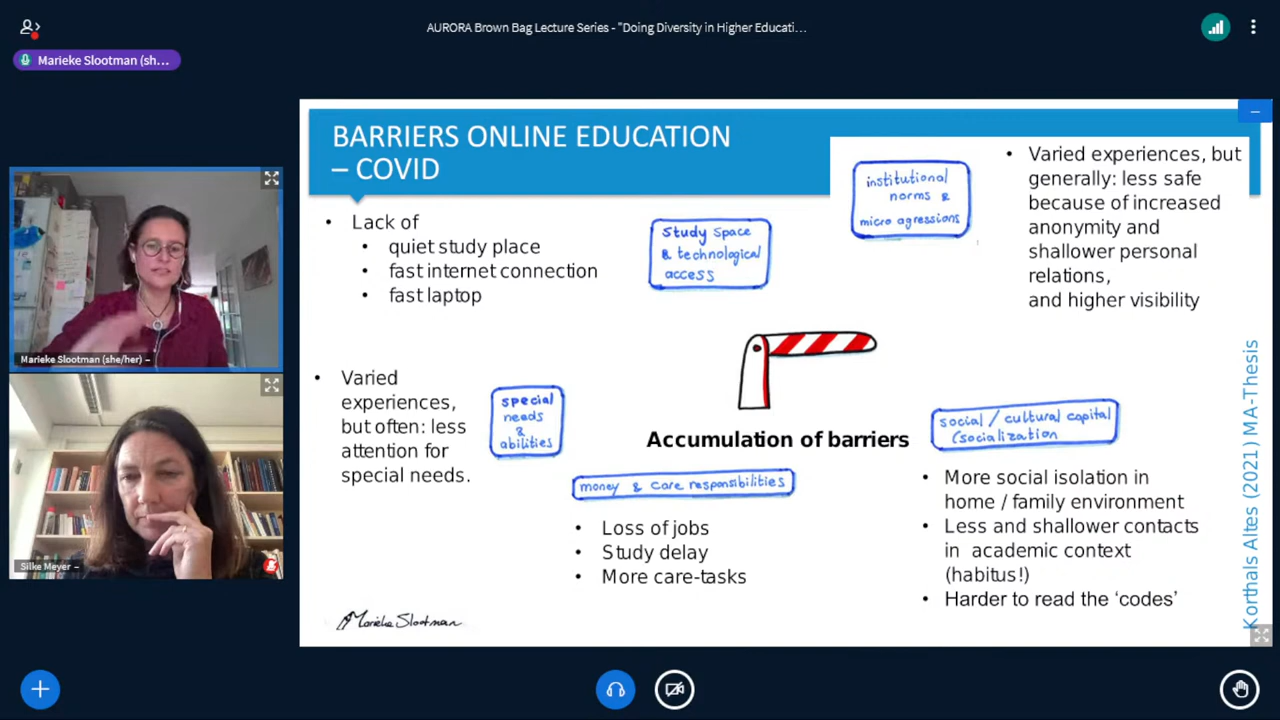 AURORA Brown Bag Lecture Series - "Doing Diversity in Higher Educati...
Marieke Slootman (sh...
Marieke Slootman (she/her) –
Silke Meyer –
BARRIERS ONLINE EDUCATION
– COVID
• Lack of
• quiet study place
• fast internet connection
• fast laptop
study space
& technological
access
institutional
norms &
micro agressions
• Varied experiences, but
generally: less safe
because of increased
anonymity and
shallower personal
relations,
and higher visibility
• Varied
experiences,
but often: less
attention for
special needs.
special
needs
&
abilities
Accumulation of barriers
money & care responsibilities
• Loss of jobs
• Study delay
• More care-tasks
social / cultural capital
(socialization
• More social isolation in
home / family environment
• Less and shallower contacts
in academic context
(habitus!)
• Harder to read the ‘codes’
Korthals Altes (2021) MA-Thesis
Marieke Slootman